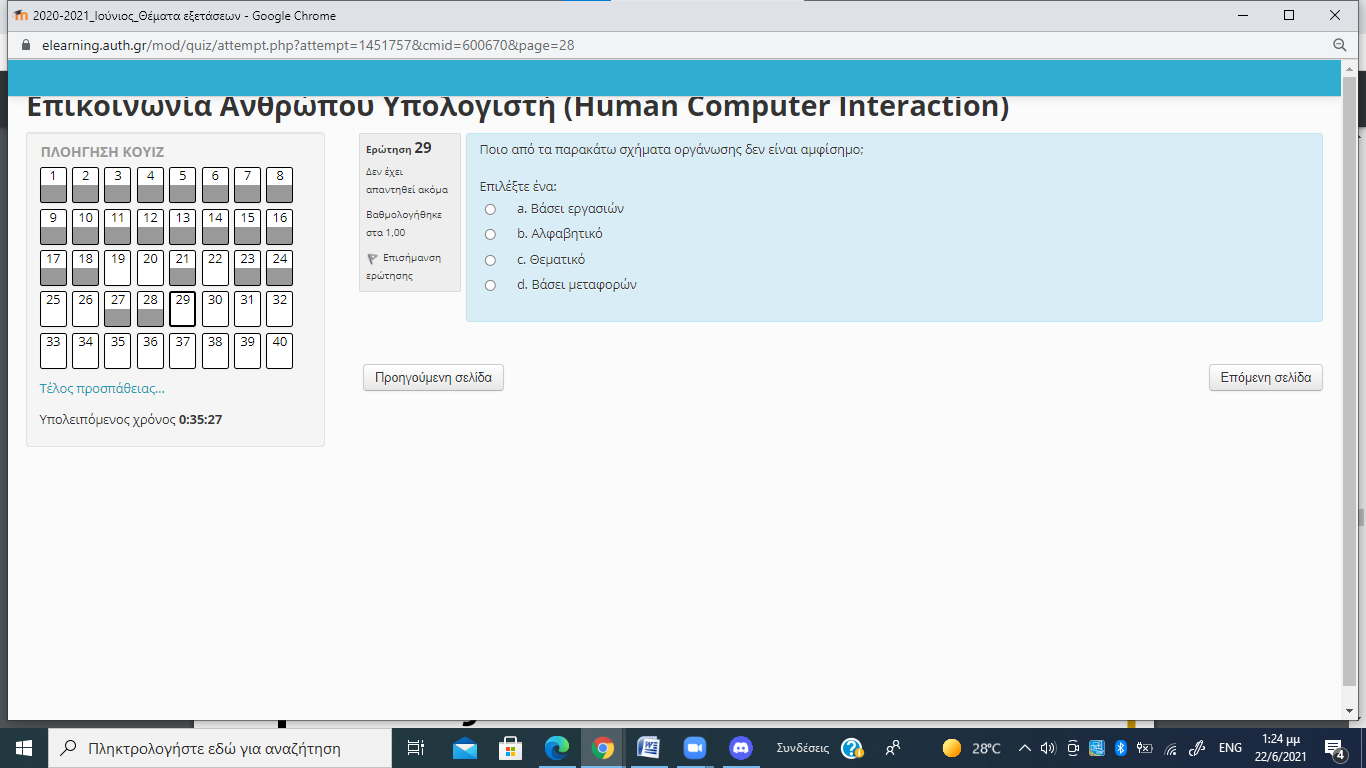 2020-2021_Ιούνιος_Θέματα εξετάσεων - Google Chrome
elearning.auth.gr/mod/quiz/attempt.php?attempt=1451757&cmid=600670&page=28
Επικοινωνία Ανθρώπου Υπολογιστή (Human Computer Interaction)
ΠΛΟΗΓΗΣΗ ΚΟΥΙΖ
1 2 3 4 5 6 7 8
9 10 11 12 13 14 15 16
17 18 19 20 21 22 23 24
25 26 27 28 29 30 31 32
33 34 35 36 37 38 39 40
Τέλος προσπάθειας...
Υπολειπόμενος χρόνος 0:35:27
Ερώτηση 29
Δεν έχει
απαντηθεί ακόμα
Βαθμολογήθηκε
στα 1,00
Επισήμανση
ερώτησης
Ποιο από τα παρακάτω σχήματα οργάνωσης δεν είναι αμφίσημο;
Επιλέξτε ένα:
a. Βάσει εργασιών
b. Αλφαβητικό
c. Θεματικό
d. Βάσει μεταφορών
Προηγούμενη σελίδα
Επόμενη σελίδα
Πληκτρολογήστε εδώ για αναζήτηση
Συνδέσεις
28°C
ENG
1:24 μμ
22/6/2021
4